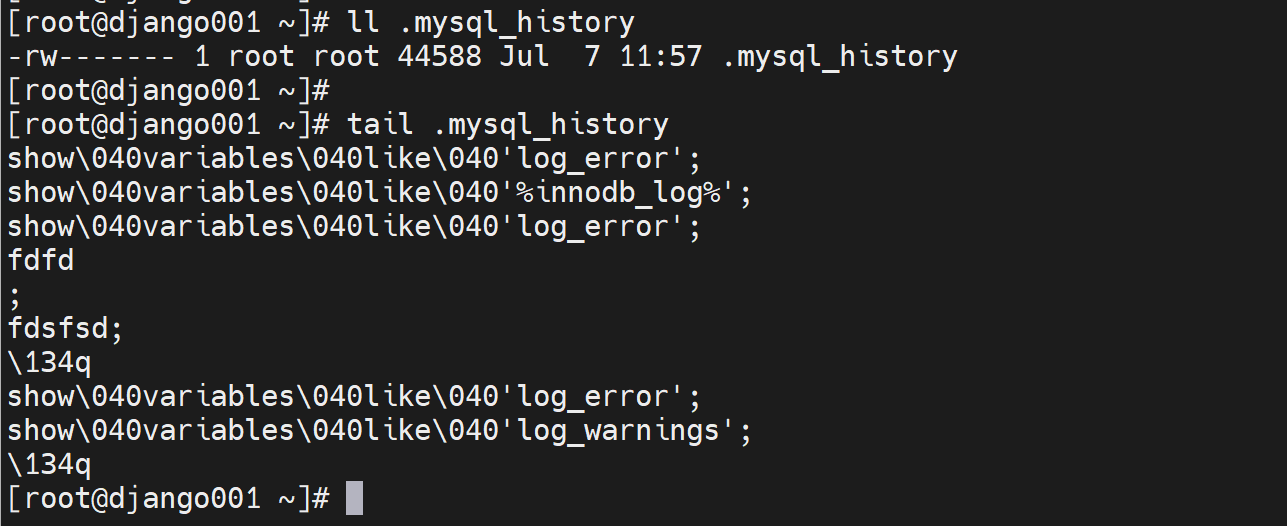 [root@django001 ~]# ll .mysql_history
-rw------- 1 root root 44588 Jul  7 11:57 .mysql_history
[root@django001 ~]#
[root@django001 ~]# tail .mysql_history
show\040variables\040like\040'log_error';
show\040variables\040like\040'%innodb_log%';
show\040variables\040like\040'log_error';
fdfd
;
fdsfsd;
\134q
show\040variables\040like\040'log_error';
show\040variables\040like\040'log_warnings';
\134q
[root@django001 ~]#